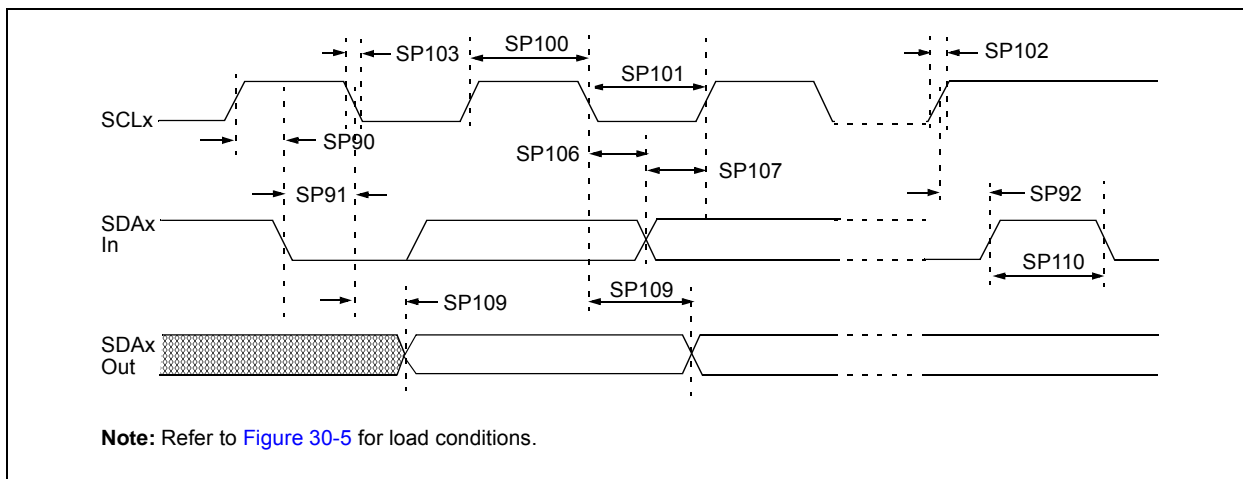 SP103
SP100
SP102
SP101
SCLx
SP90
SP106
SP107
SP91
SP92
SDAx
In
SP110
SP109
SP109
SDAx
Out
Note: Refer to Figure 30-5 for load conditions.